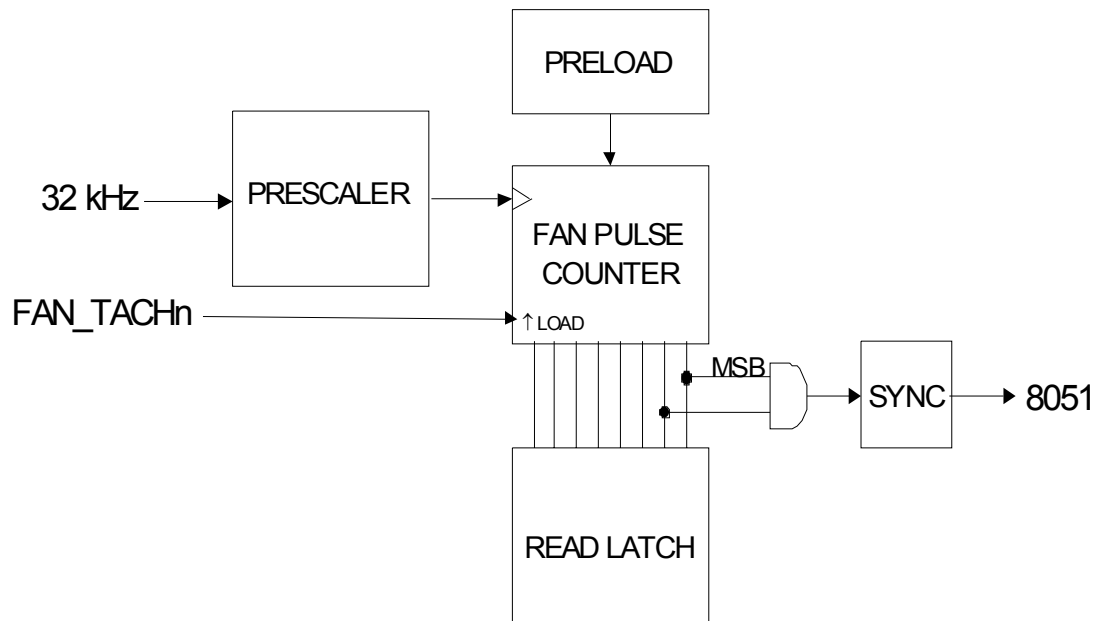 PRELOAD
32 kHz
PRESCALER
FAN PULSE
COUNTER
FAN_TACHn
↑ LOAD
MSB
SYNC
8051
READ LATCH